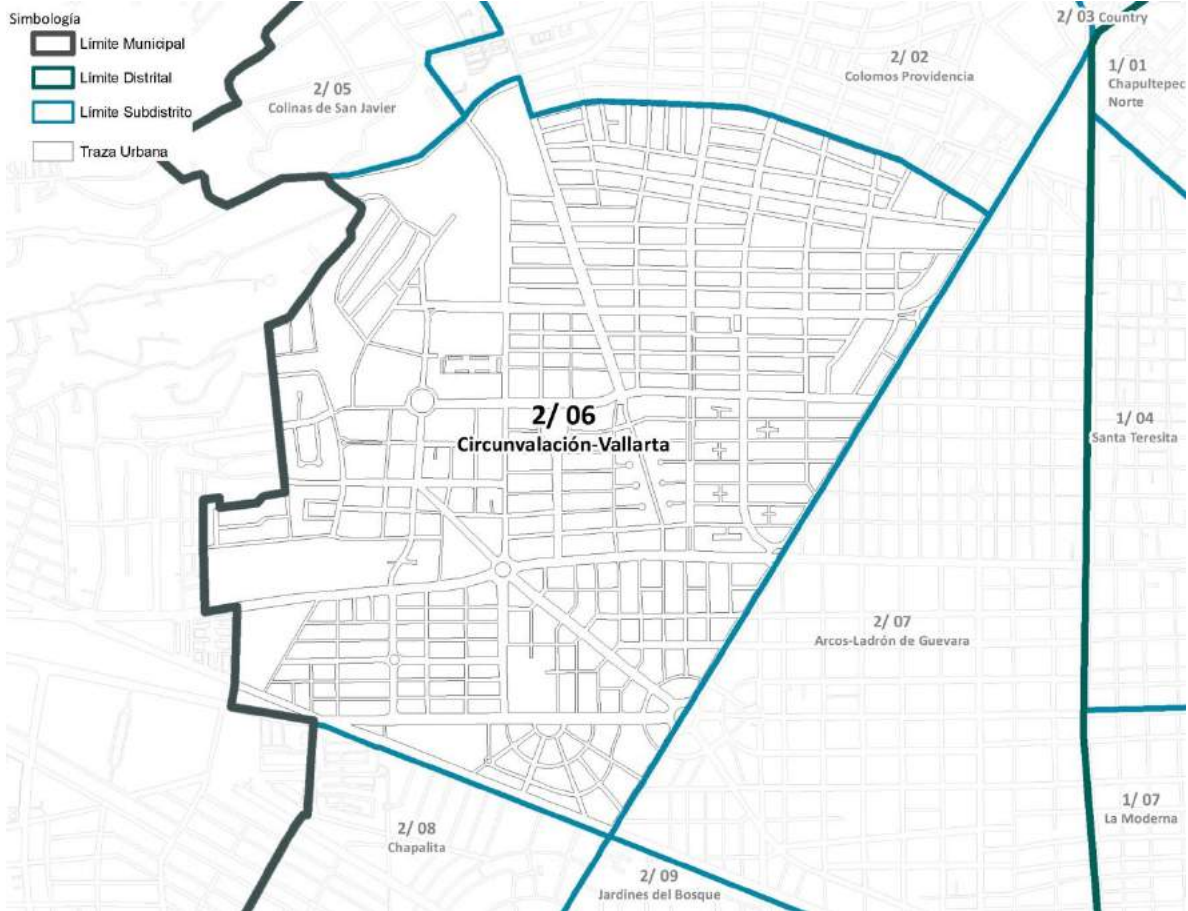 Simbología
Límite Municipal
Límite Distrital
Límite Subdistrito
Traza Urbana
2/ 03 Country
2/ 02
Colomos Providencia
1/ 01
Chapultepec
Norte
2/ 05
Colinas de San Javier
2/ 06
Circunvalación-Vallarta
1/ 04
Santa Teresita
2/ 07
Arcos-Ladrón de Guevara
1/ 07
La Moderna
2/ 08
Chapalita
2/ 09
Jardines del Bosque